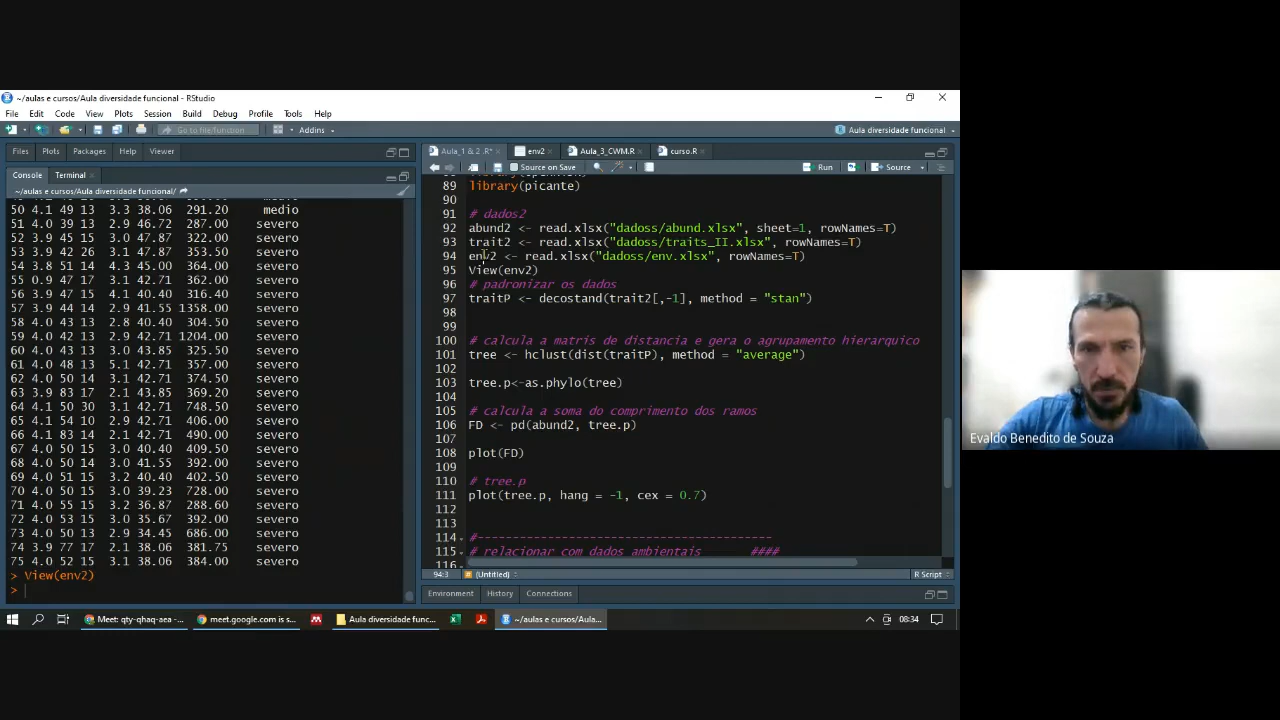 ~/aulas e cursos/Aula diversidade funcional - RStudio
File Edit Code View Plots Session Build Debug Profile Tools Help
Go to file/function
Addins
Aula diversidade funcional
Files Plots Packages Help Viewer
Console Terminal
~/aulas e cursos/Aula diversidade funcional/
50 4.1 49 13 3.3 38.06 291.20 medio
51 4.0 39 13 2.9 46.72 287.00 severo
52 3.9 45 15 3.0 47.87 322.00 severo
53 3.9 42 26 3.1 47.87 353.50 severo
54 3.8 51 14 4.3 45.00 364.00 severo
55 0.9 47 17 3.1 42.71 362.00 severo
56 3.9 47 15 4.1 40.40 316.40 severo
57 3.9 44 14 2.9 41.55 1358.00 severo
58 4.0 43 13 2.8 40.40 304.50 severo
59 4.0 42 13 2.9 42.71 1204.00 severo
60 4.0 43 13 3.0 43.85 325.50 severo
61 4.0 48 13 5.1 42.71 357.00 severo
62 4.0 50 14 3.1 42.71 374.50 severo
63 3.9 83 17 2.1 43.85 369.20 severo
64 4.1 50 30 3.1 42.71 748.50 severo
65 4.1 54 10 2.9 42.71 406.00 severo
66 4.1 83 14 2.1 42.71 490.00 severo
67 4.0 50 15 3.0 40.40 409.50 severo
68 4.0 50 14 3.0 41.55 392.00 severo
69 4.0 51 15 3.2 40.40 402.50 severo
70 4.0 50 14 3.0 39.23 728.00 severo
71 4.0 55 15 3.2 36.87 288.60 severo
72 4.0 53 15 3.0 35.67 392.00 severo
73 4.0 50 13 2.9 34.45 686.00 severo
74 3.9 77 17 2.1 38.06 381.75 severo
75 4.0 52 15 3.1 38.06 384.00 severo
> View(env2)
>
Aula_1 & 2 .R* env2 Aula_3_CWM.R curso.R
Source on Save Run Source
89 library(picante)
90
91 # dados2
92 abund2 <- read.xlsx("dadoss/abund.xlsx", sheet=1, rowNames=T)
93 trait2 <- read.xlsx("dadoss/traits_II.xlsx", rowNames=T)
94 env2 <- read.xlsx("dadoss/env.xlsx", rowNames=T)
95 View(env2)
96 # padronizar os dados
97 traitP <- decostand(trait2[,-1], method = "stan")
98
99
100 # calcula a matris de distancia e gera o agrupamento hierarquico
101 tree <- hclust(dist(traitP), method = "average")
102
103 tree.p<-as.phylo(tree)
104
105 # calcula a soma do comprimento dos ramos
106 FD <- pd(abund2, tree.p)
107
108 plot(FD)
109
110 # tree.p
111 plot(tree.p, hang = -1, cex = 0.7)
112
113
114 #-----------------------------------------
115 # relacionar com dados ambientais ####
116
94:3 (Untitled) R Script
Environment History Connections
Meet: qty-qhaq-aea -... meet.google.com is s... Aula diversidade func... ~/aulas e cursos/Aula... 08:34
Evaldo Benedito de Souza